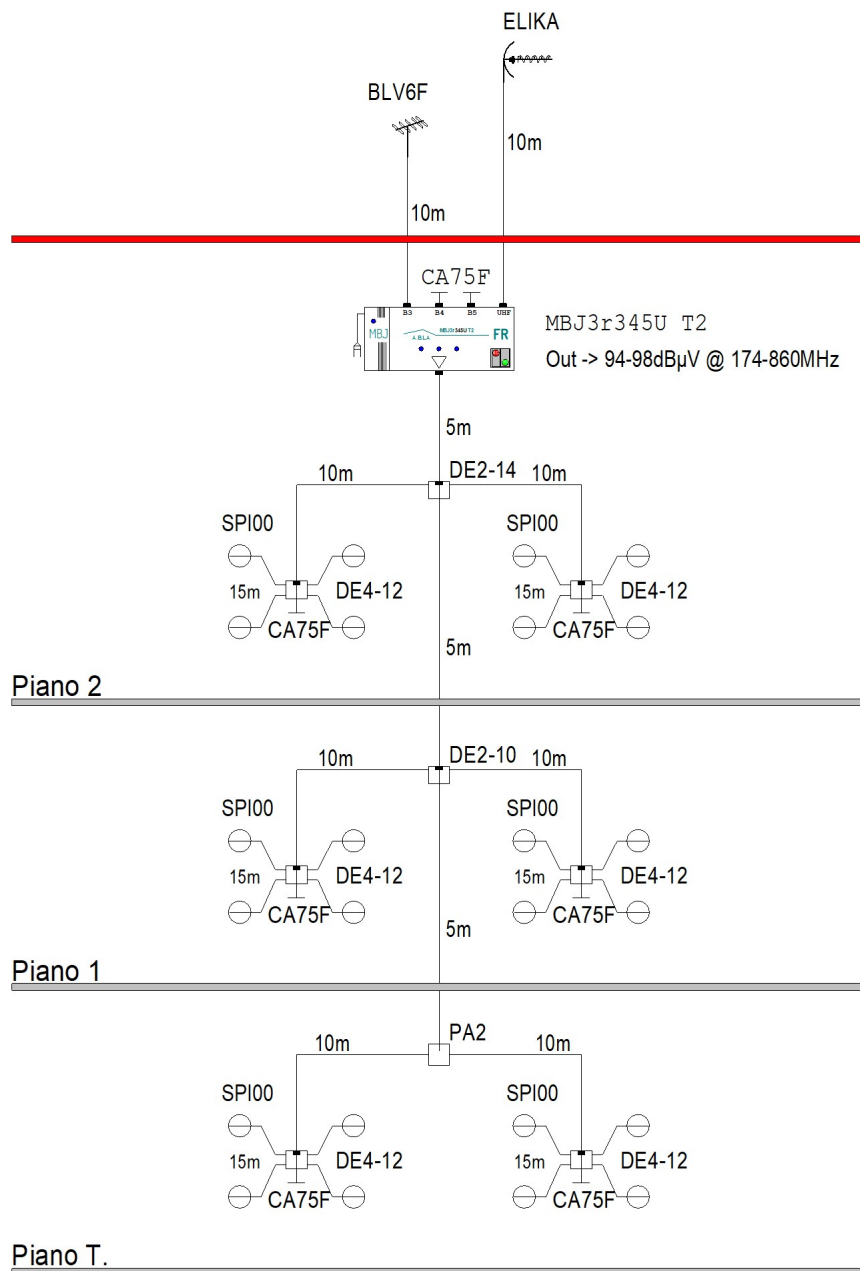 ELIKA
BLV6F
10m
10m
CA75F
B3 B4 B5 UHF
MBJ
MBJ3r345U T2
FR
MBJ3r345U T2
Out -> 94-98dBµV @ 174-860MHz
5m
DE2-14
10m 10m
SPI00 SPI00
15m DE4-12 15m DE4-12
CA75F CA75F
5m
Piano 2
DE2-10
10m 10m
SPI00 SPI00
15m DE4-12 15m DE4-12
CA75F CA75F
5m
Piano 1
PA2
10m 10m
SPI00 SPI00
15m DE4-12 15m DE4-12
CA75F CA75F
Piano T.